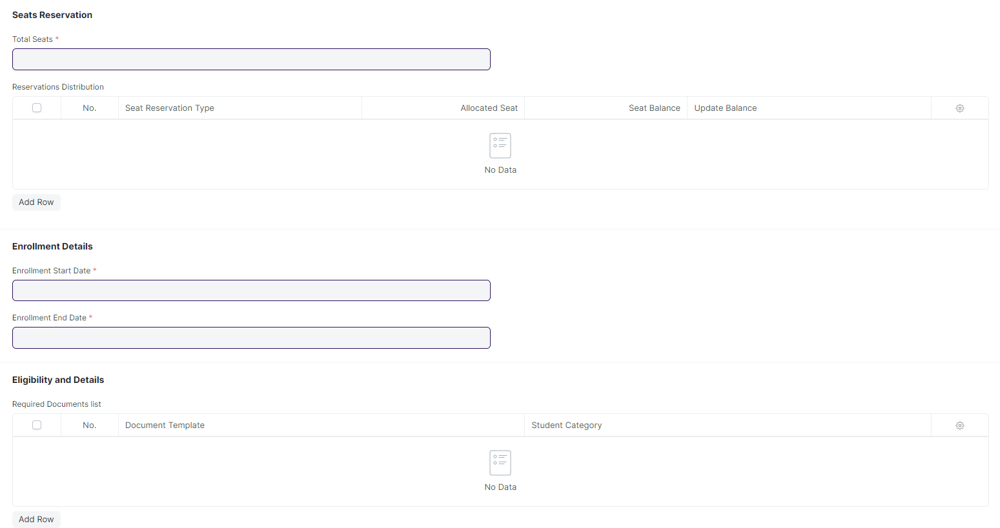 Seats Reservation
Total Seats *
Reservations Distribution
No. Seat Reservation Type Allocated Seat Seat Balance Update Balance
No Data
Add Row
Enrollment Details
Enrollment Start Date *
Enrollment End Date *
Eligibility and Details
Required Documents list
No. Document Template Student Category
No Data
Add Row